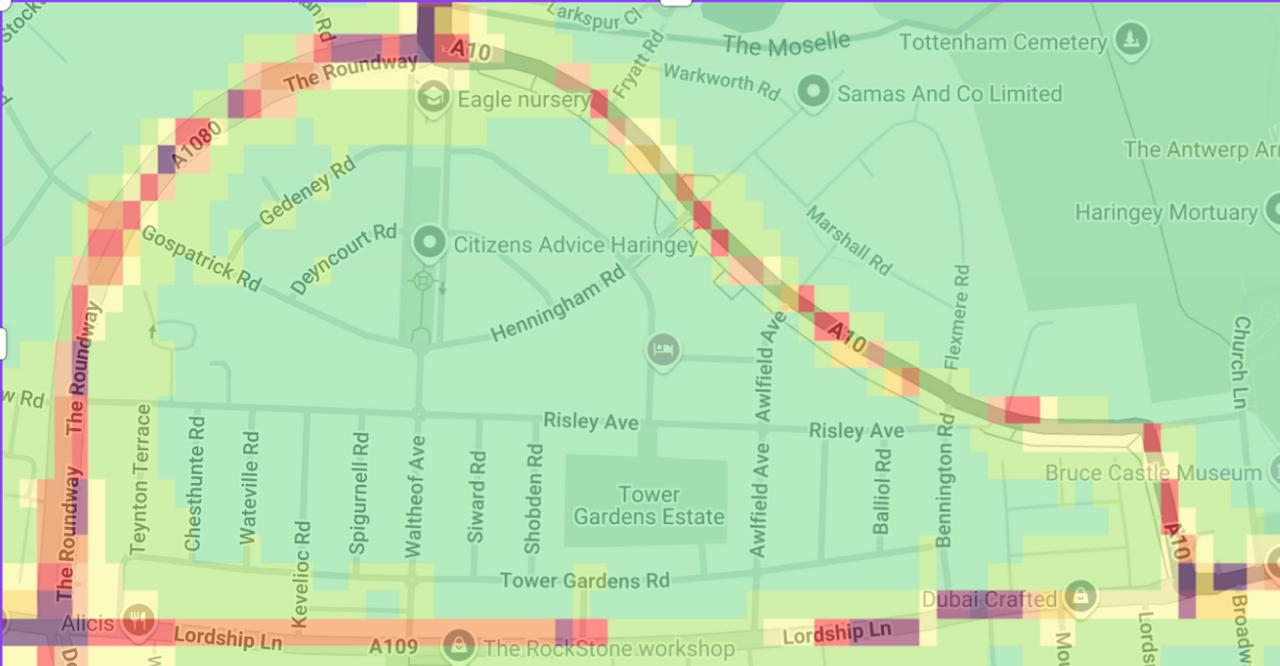 Larkspur Cl
The Moselle
Tottenham Cemetery
A10
The Roundway
Fryatt Rd
Warkworth Rd
Samas And Co Limited
Eagle nursery
A1080
The Antwerp Ar
Gedeney Rd
Haringey Mortuary
Gospatrick Rd
Deyncourt Rd
Citizens Advice Haringey
Marshall Rd
Henningham Rd
Flexmere Rd
The Roundway
A10
Awlfield Ave
Church Ln
w Rd
Risley Ave
Risley Ave
Teynton Terrace
Chesthunte Rd
Wateville Rd
Spigurnell Rd
Waltheof Ave
Siward Rd
Shobden Rd
Awlfield Ave
Balliol Rd
Bennington Rd
Bruce Castle Museum
Tower
Gardens Estate
The Roundway
Kevelioc Rd
A10
Tower Gardens Rd
Dubai Crafted
Alicis
Lordship Ln
A109
The RockStone workshop
Lordship Ln
Lords
Broadw
Mo